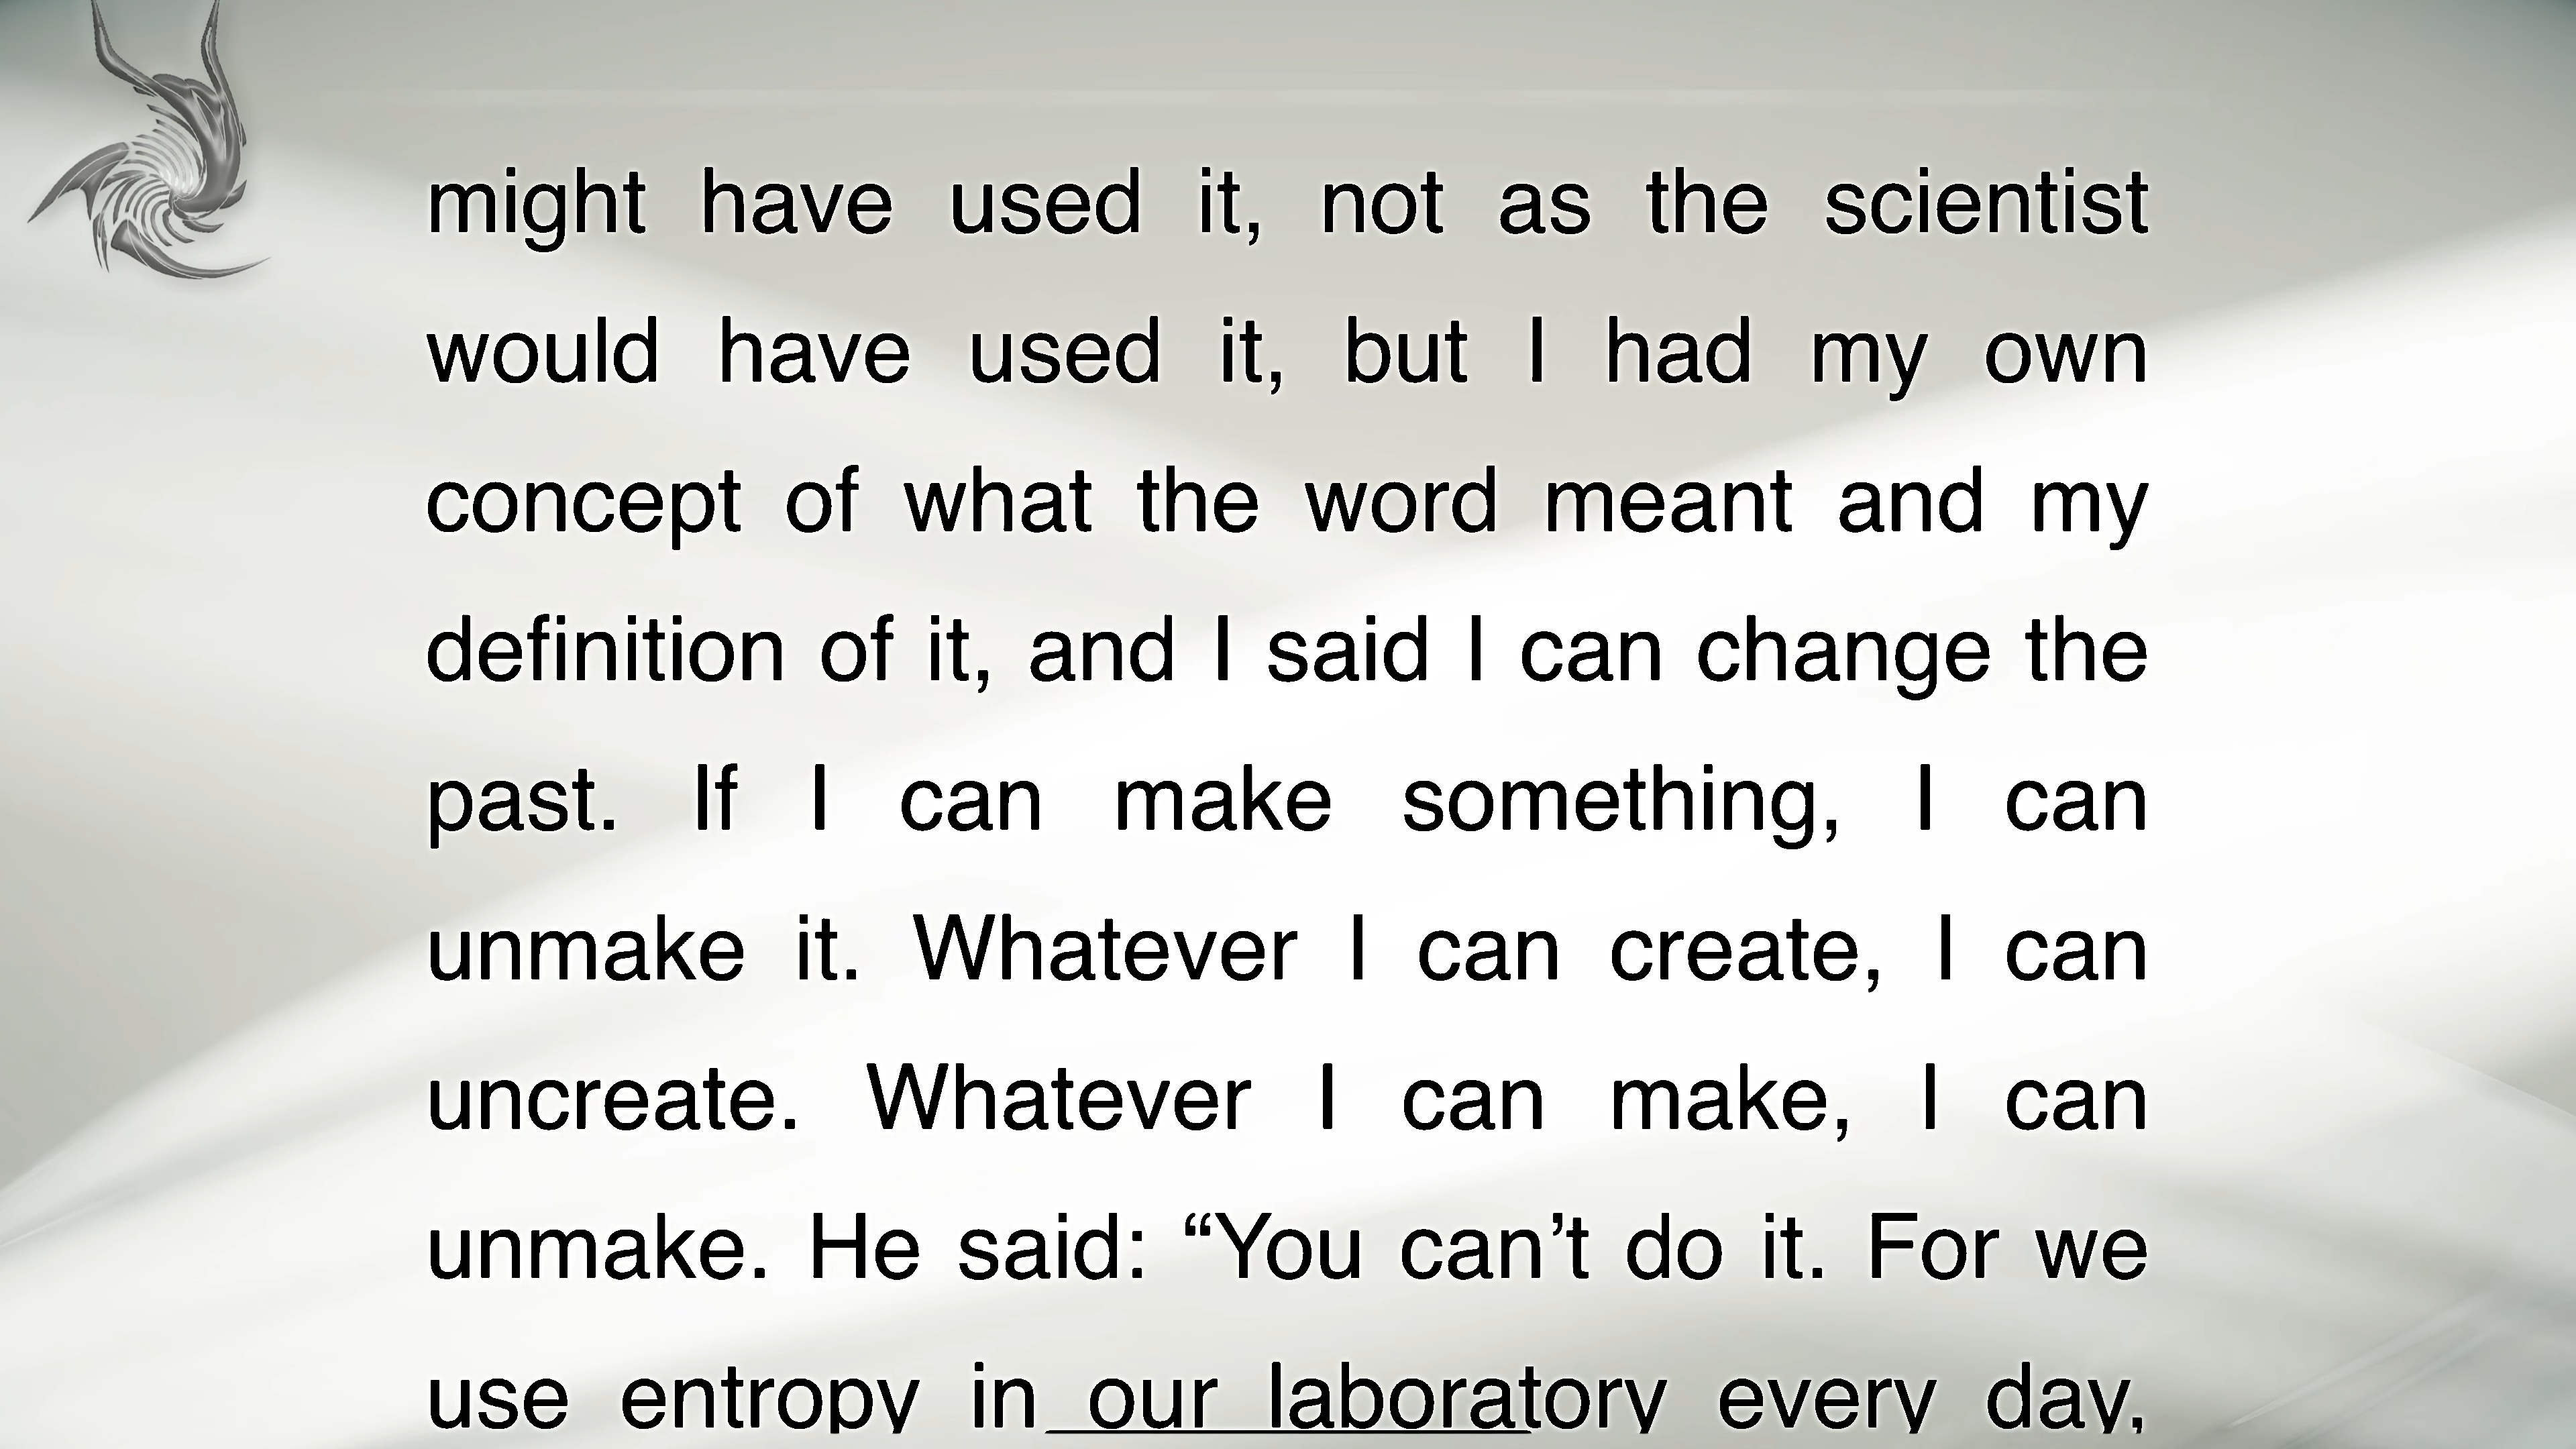 might have used it, not as the scientist
would have used it, but I had my own
concept of what the word meant and my
definition of it, and I said I can change the
past. If I can make something, I can
unmake it. Whatever I can create, I can
uncreate. Whatever I can make, I can
unmake. He said: “You can’t do it. For we
use entropy in our laboratory every day,